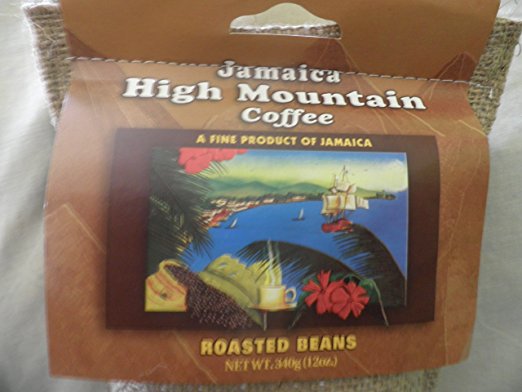 Jamaica
High Mountain
Coffee
A FINE PRODUCT OF JAMAICA
ROASTED BEANS
NET WT. 340g (12oz.)